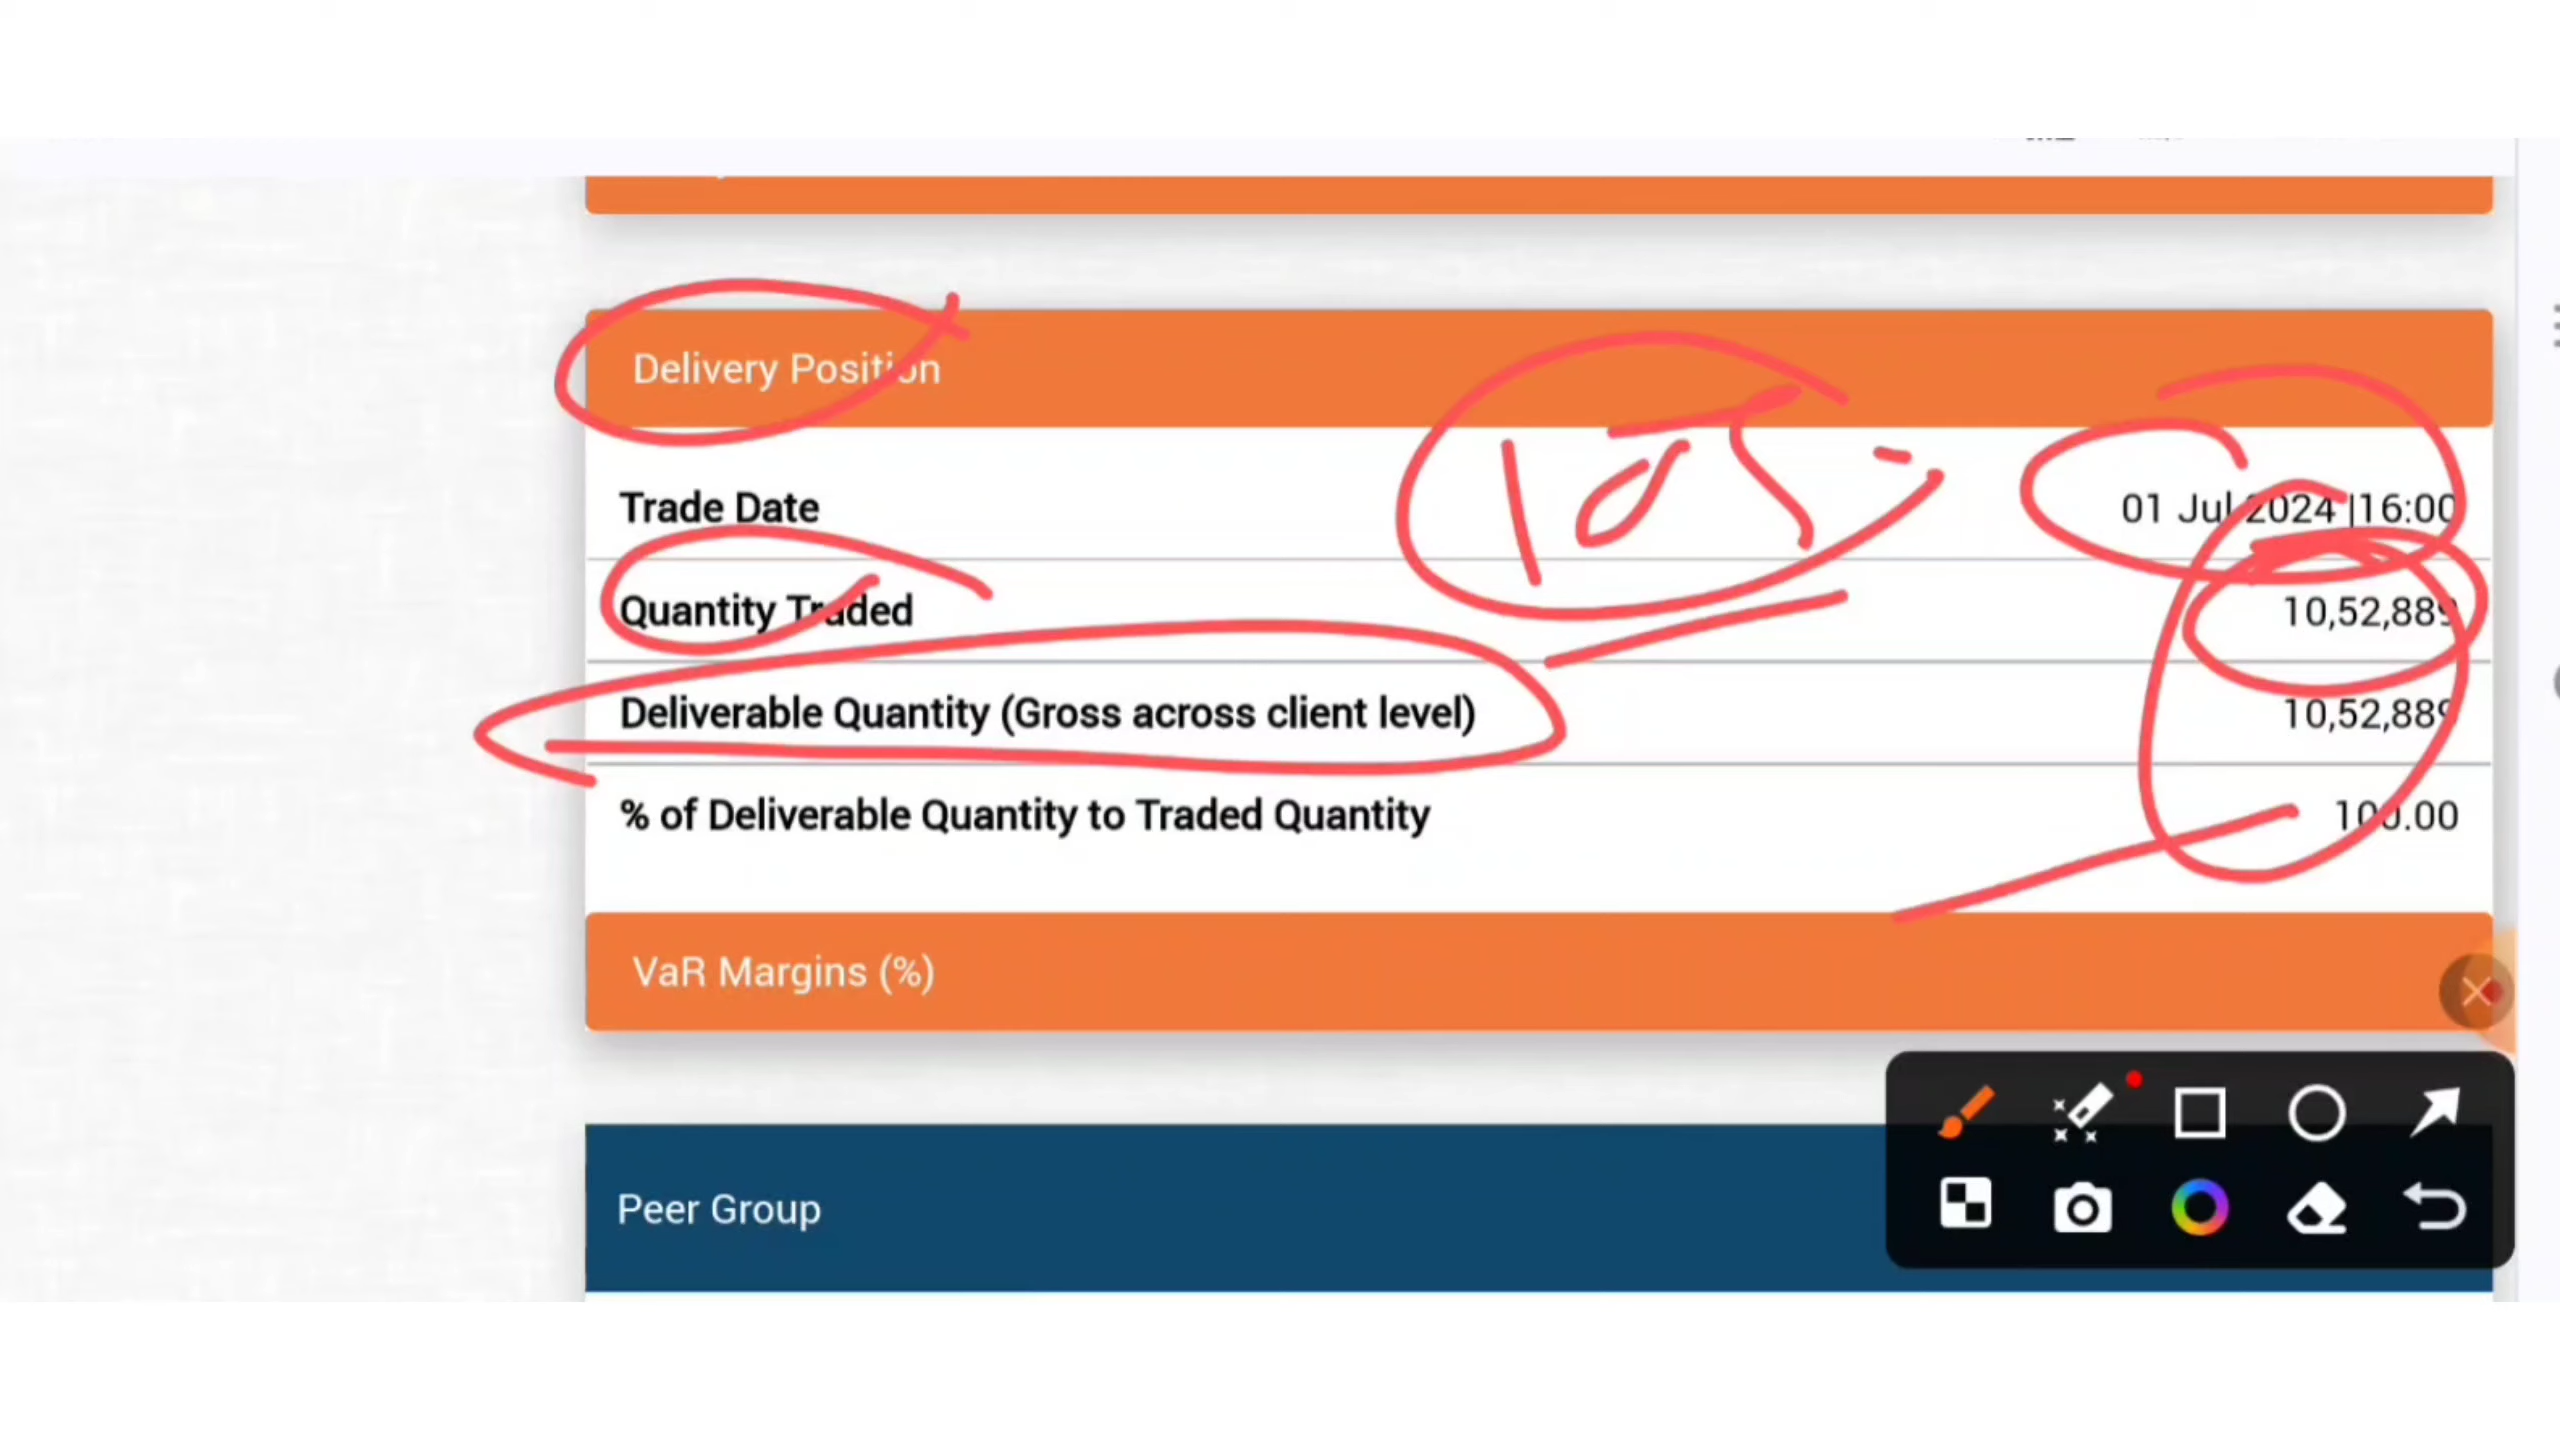 Delivery Position
Trade Date 01 Jul 2024 |16:00
Quantity Traded 10,52,889
Deliverable Quantity (Gross across client level) 10,52,889
% of Deliverable Quantity to Traded Quantity 100.00
VaR Margins (%)
Peer Group